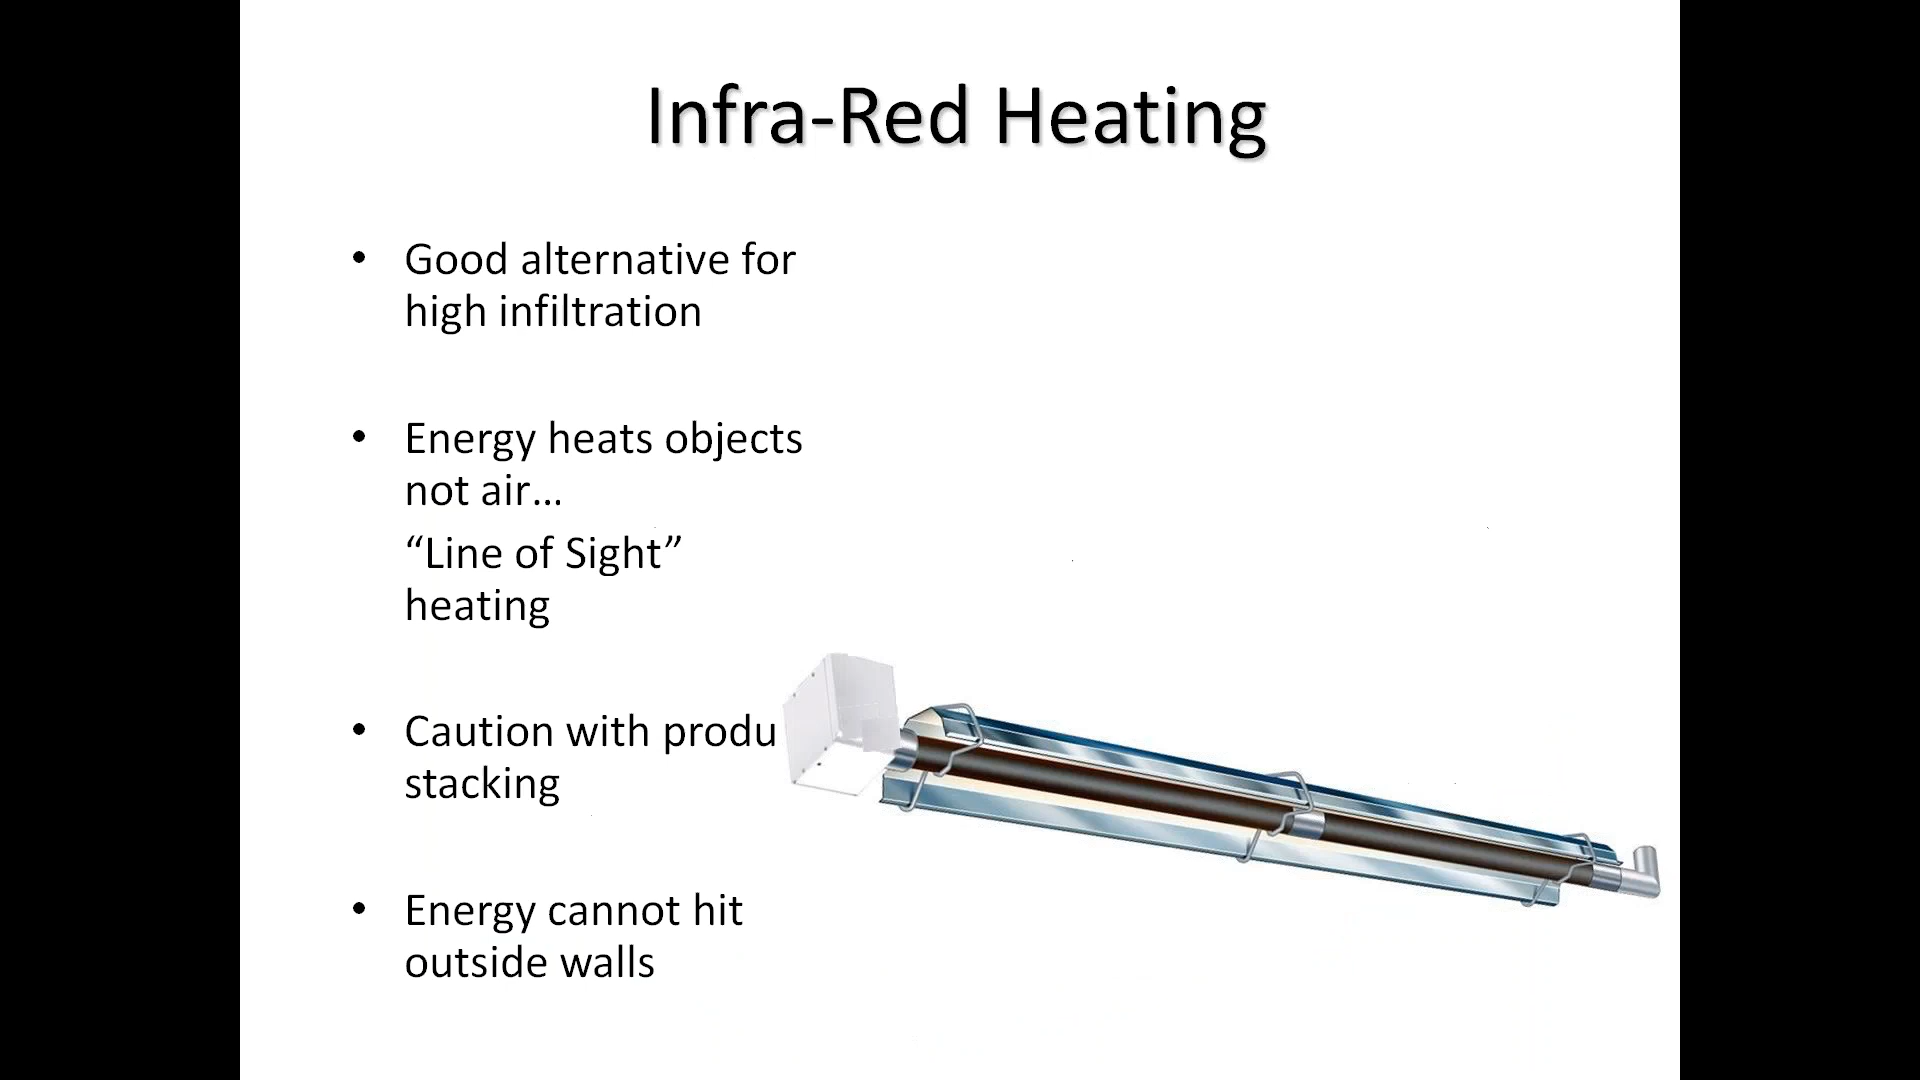 Infra-Red Heating
• Good alternative for
high infiltration
• Energy heats objects
not air...
“Line of Sight”
heating
• Caution with produ
stacking
• Energy cannot hit
outside walls